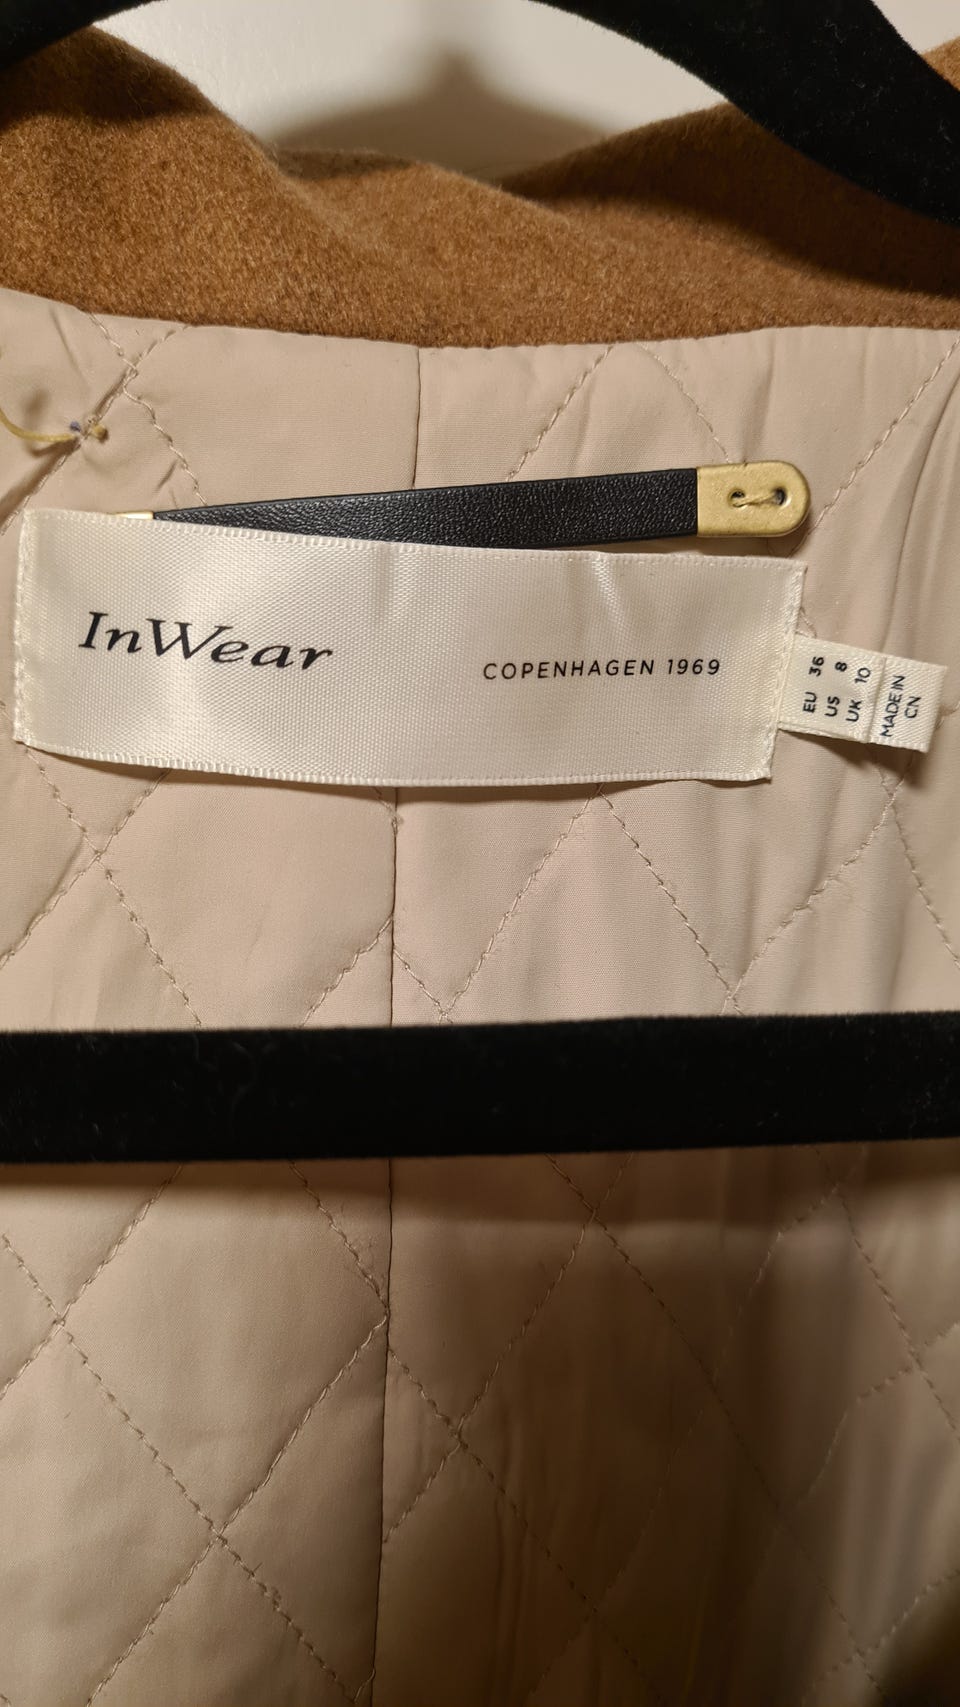 InWear
COPENHAGEN 1969
EU 36
US 8
UK 10
MADE IN
CN